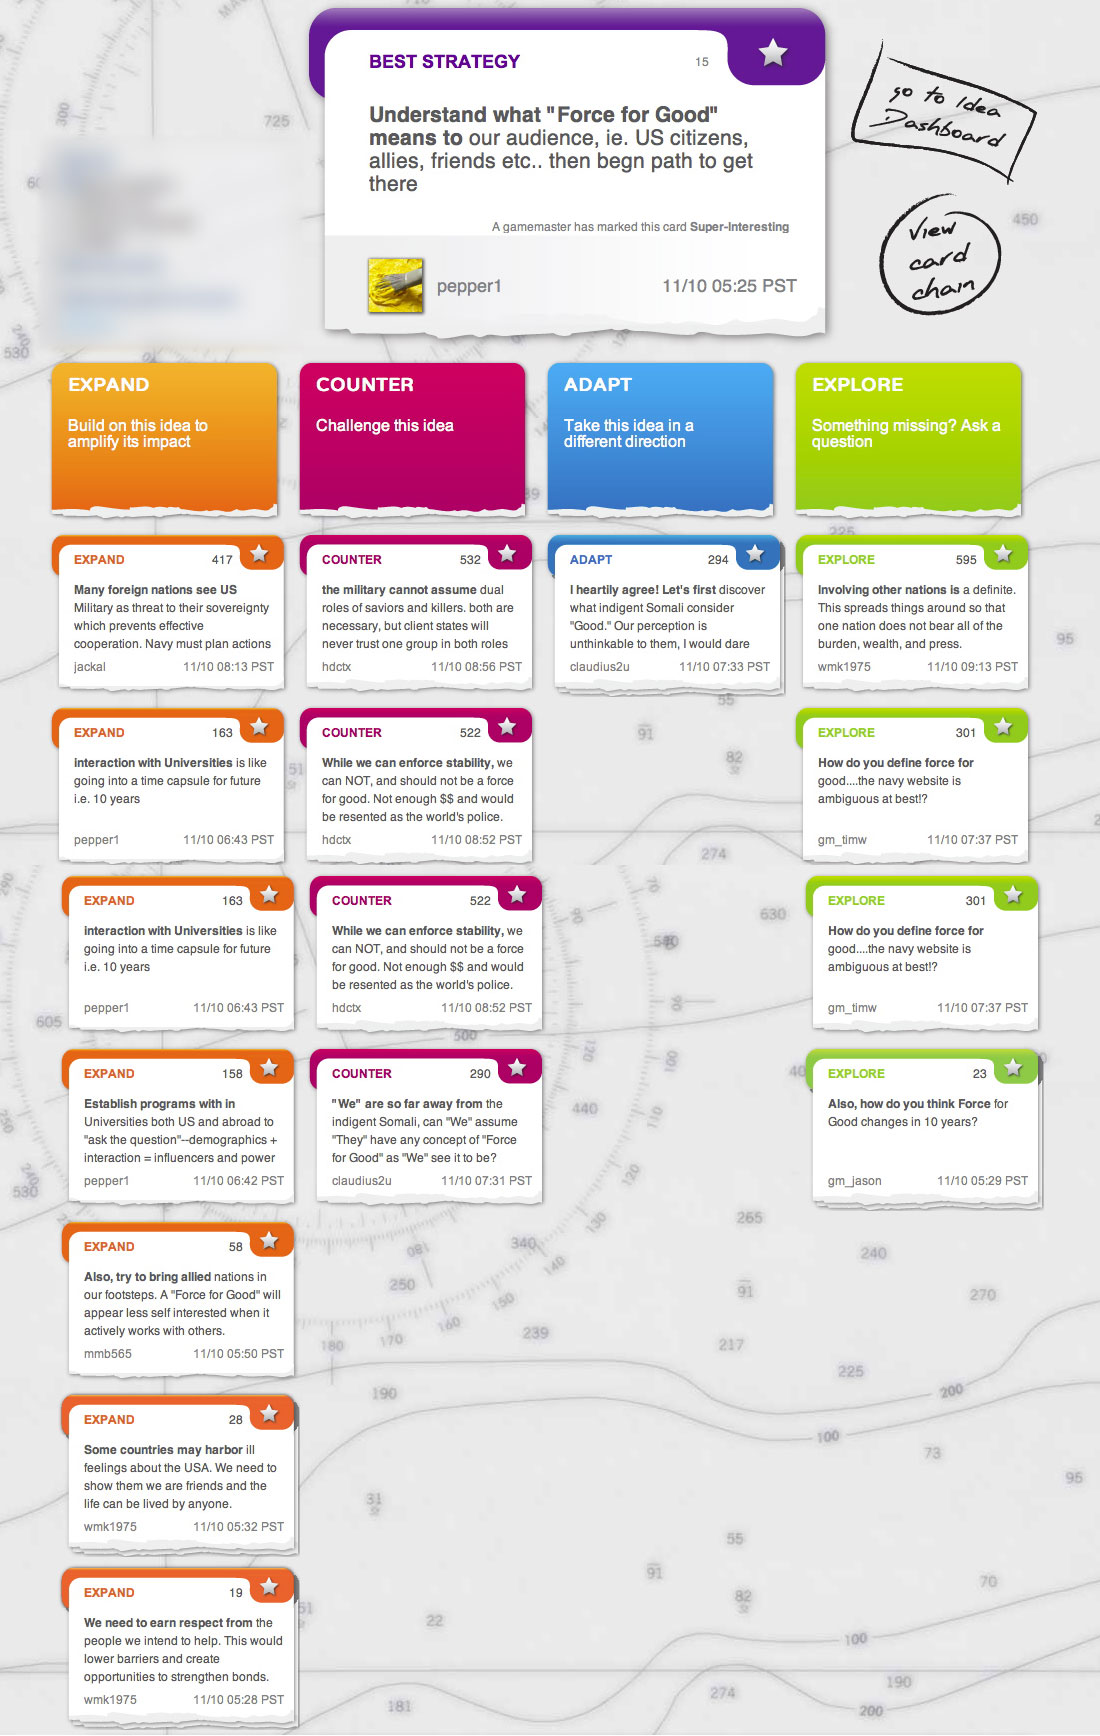 BEST STRATEGY
15
Understand what "Force for Good"
means to our audience, ie. US citizens,
allies, friends etc.. then begn path to get
there
A gamemaster has marked this card Super-Interesting
pepper1
11/10 05:25 PST
go to Idea
Dashboard
View
card
chain
EXPAND
Build on this idea to
amplify its impact
COUNTER
Challenge this idea
ADAPT
Take this idea in a
different direction
EXPLORE
Something missing? Ask a
question
EXPAND 417
Many foreign nations see US
Military as threat to their sovereignty
which prevents effective
cooperation. Navy must plan actions
jackal 11/10 08:13 PST
COUNTER 532
the military cannot assume dual
roles of saviors and killers. both are
necessary, but client states will
never trust one group in both roles
hdctx 11/10 08:56 PST
ADAPT 294
I heartily agree! Let's first discover
what indigent Somali consider
"Good." Our perception is
unthinkable to them, I would dare
claudius2u 11/10 07:33 PST
EXPLORE 595
Involving other nations is a definite.
This spreads things around so that
one nation does not bear all of the
burden, wealth, and press.
wmk1975 11/10 09:13 PST
EXPAND 163
interaction with Universities is like
going into a time capsule for future
i.e. 10 years
pepper1 11/10 06:43 PST
COUNTER 522
While we can enforce stability, we
can NOT, and should not be a force
for good. Not enough $$ and would
be resented as the world's police.
hdctx 11/10 08:52 PST
EXPLORE 301
How do you define force for
good....the navy website is
ambiguous at best!?
gm_timw 11/10 07:37 PST
EXPAND 163
interaction with Universities is like
going into a time capsule for future
i.e. 10 years
pepper1 11/10 06:43 PST
COUNTER 522
While we can enforce stability, we
can NOT, and should not be a force
for good. Not enough $$ and would
be resented as the world's police.
hdctx 11/10 08:52 PST
EXPLORE 301
How do you define force for
good....the navy website is
ambiguous at best!?
gm_timw 11/10 07:37 PST
EXPAND 158
Establish programs with in
Universities both US and abroad to
"ask the question"--demographics +
interaction = influencers and power
pepper1 11/10 06:42 PST
COUNTER 290
"We" are so far away from the
indigent Somali, can "We" assume
"They" have any concept of "Force
for Good" as "We" see it to be?
claudius2u 11/10 07:31 PST
EXPLORE 23
Also, how do you think Force for
Good changes in 10 years?
gm_jason 11/10 05:29 PST
EXPAND 58
Also, try to bring allied nations in
our footsteps. A "Force for Good" will
appear less self interested when it
actively works with others.
mmb565 11/10 05:50 PST
EXPAND 28
Some countries may harbor ill
feelings about the USA. We need to
show them we are friends and the
life can be lived by anyone.
wmk1975 11/10 05:32 PST
EXPAND 19
We need to earn respect from the
people we intend to help. This would
lower barriers and create
opportunities to strengthen bonds.
wmk1975 11/10 05:28 PST